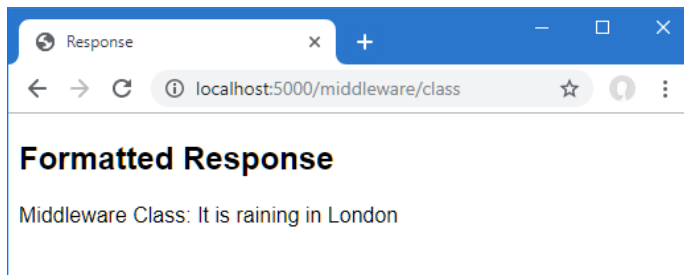 Response
localhost:5000/middleware/class
Formatted Response
Middleware Class: It is raining in London